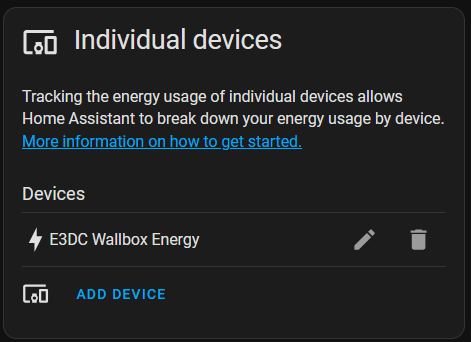 Individual devices
Tracking the energy usage of individual devices allows
Home Assistant to break down your energy usage by device.
More information on how to get started.
Devices
E3DC Wallbox Energy
ADD DEVICE